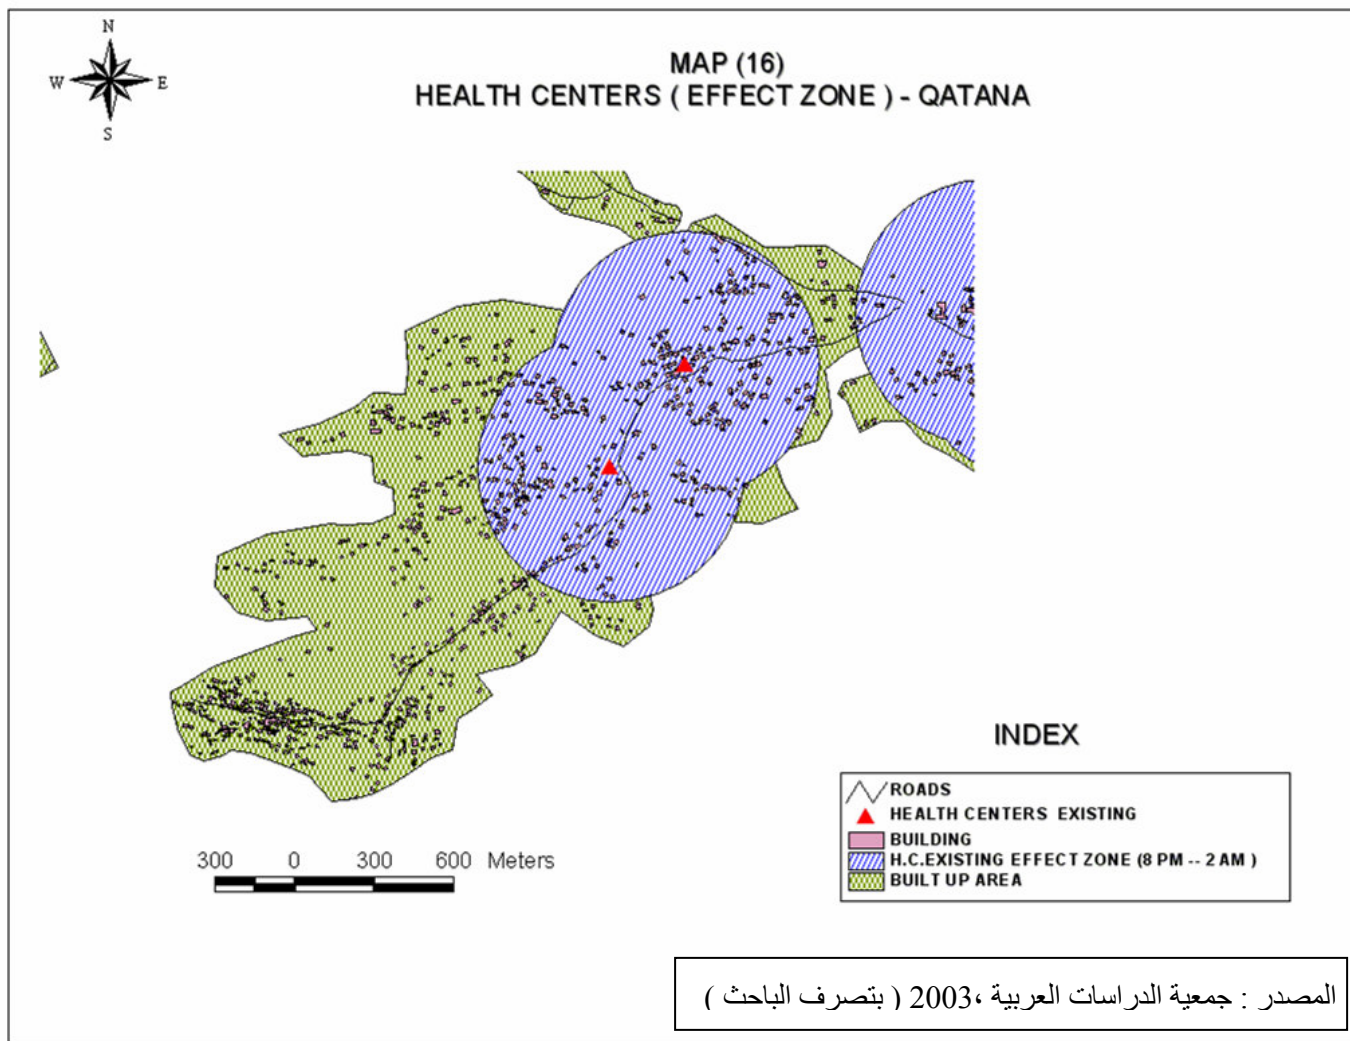 N
W E
S
MAP (16)
HEALTH CENTERS ( EFFECT ZONE ) - QATANA
INDEX
ROADS
HEALTH CENTERS EXISTING
BUILDING
H.C.EXISTING EFFECT ZONE (8 PM -- 2 AM )
BUILT UP AREA
300 0 300 600 Meters
المصدر : جمعية الدراسات العربية ،2003 ( بتصرف الباحث )